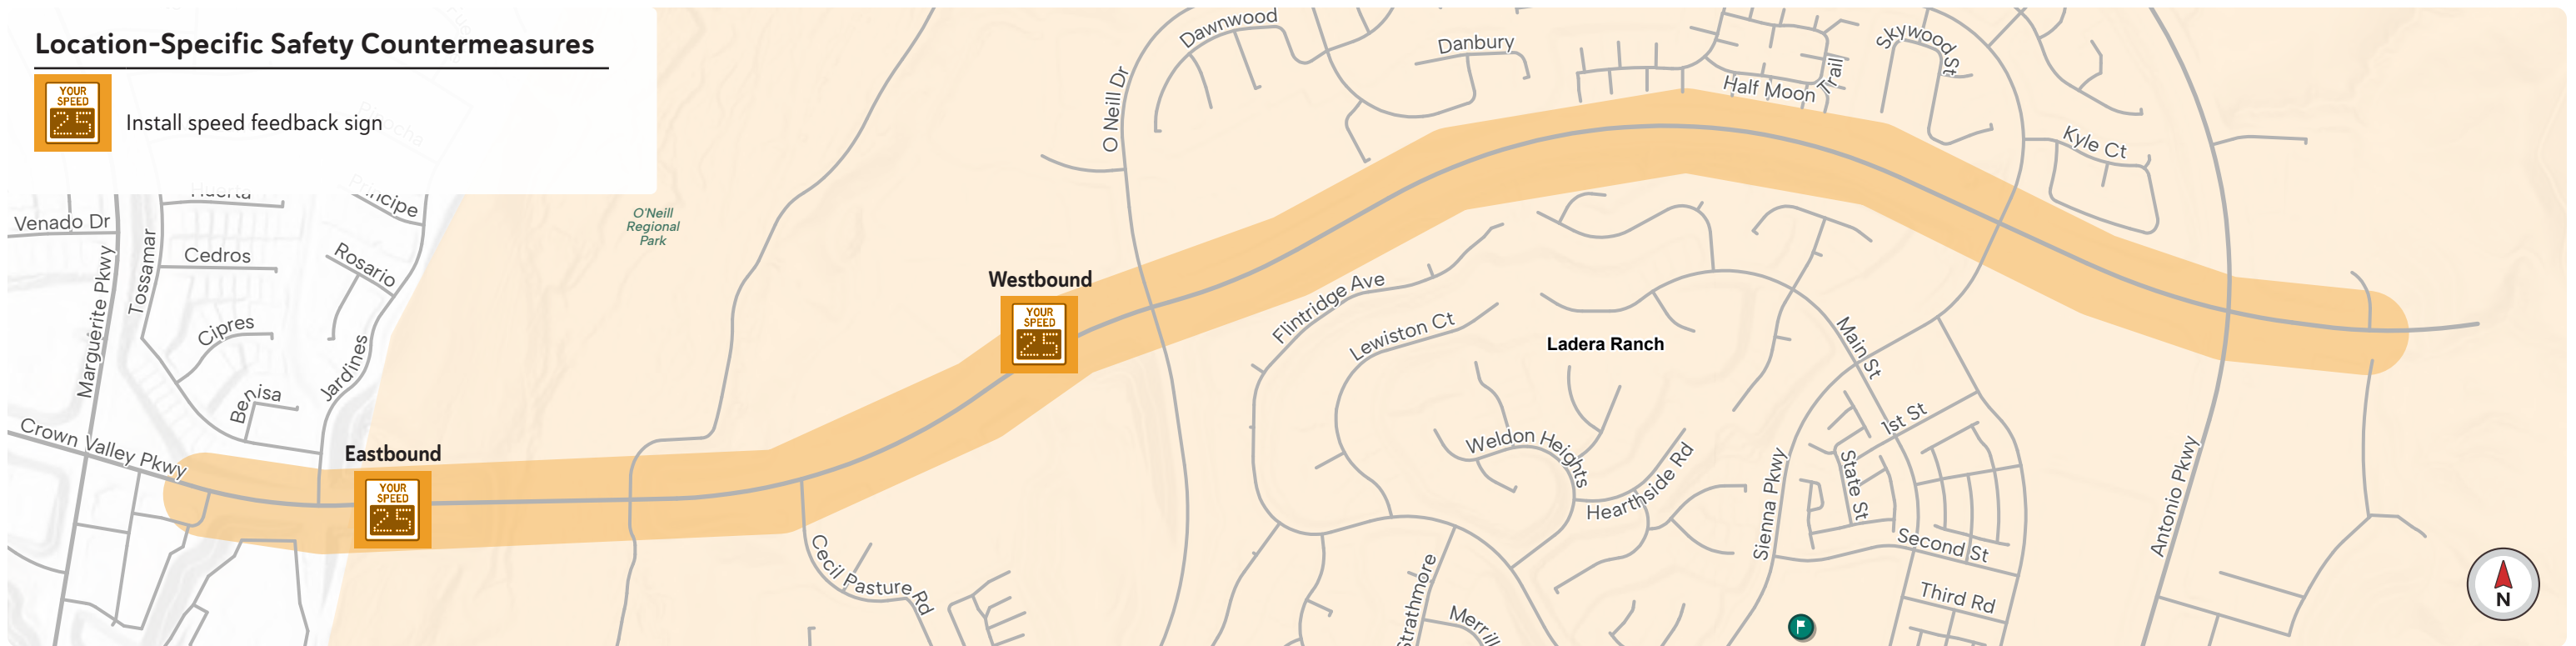 Location-Specific Safety Countermeasures
YOUR
SPEED
25
Install speed feedback sign
Huerta
Principe
Venado Dr
Marguerite Pkwy
Tossamar
Cedros
Rosario
Cipres
Benisa
Jardines
Crown Valley Pkwy
Eastbound
YOUR
SPEED
25
O'Neill
Regional
Park
Westbound
YOUR
SPEED
25
Cecil Pasture Rd
O Neill Dr
Dawnwood
Danbury
Half Moon Trail
Skywood St
Kyle Ct
Flintridge Ave
Lewiston Ct
Ladera Ranch
Main St
1st St
Weldon Heights
Hearthside Rd
Sienna Pkwy
State St
Second St
Third Rd
Antonio Pkwy
Strathmore
Merrill
N